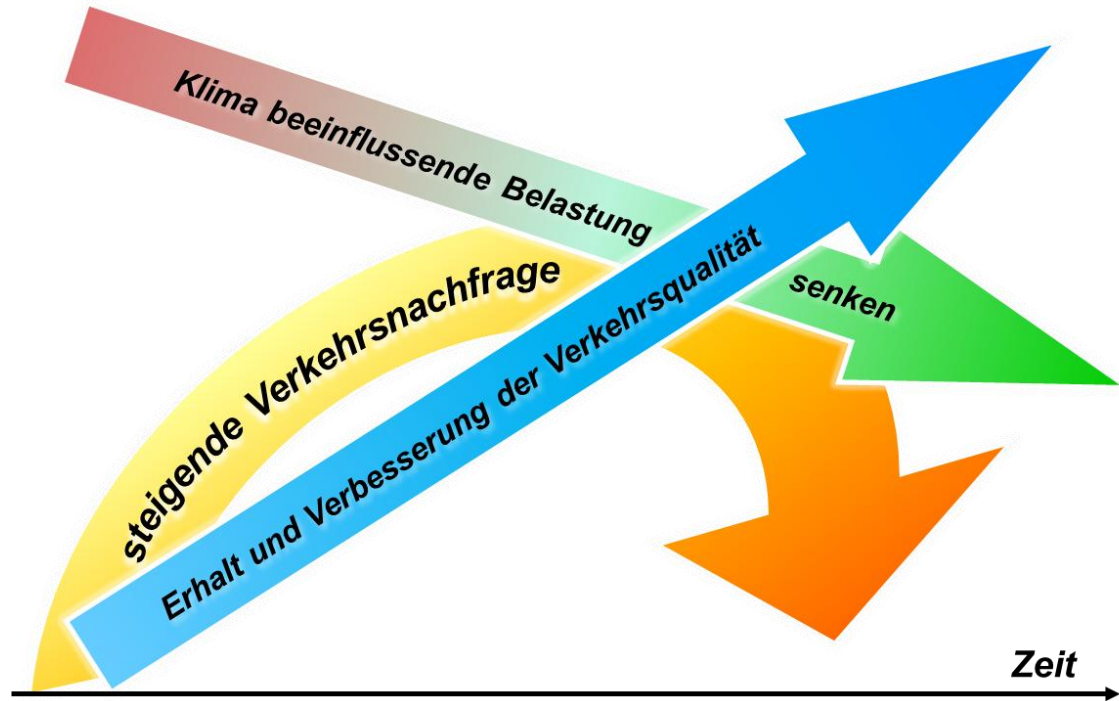 Klima beeinflussende Belastung
senken
steigende Verkehrsnachfrage
Erhalt und Verbesserung der Verkehrsqualität
Zeit